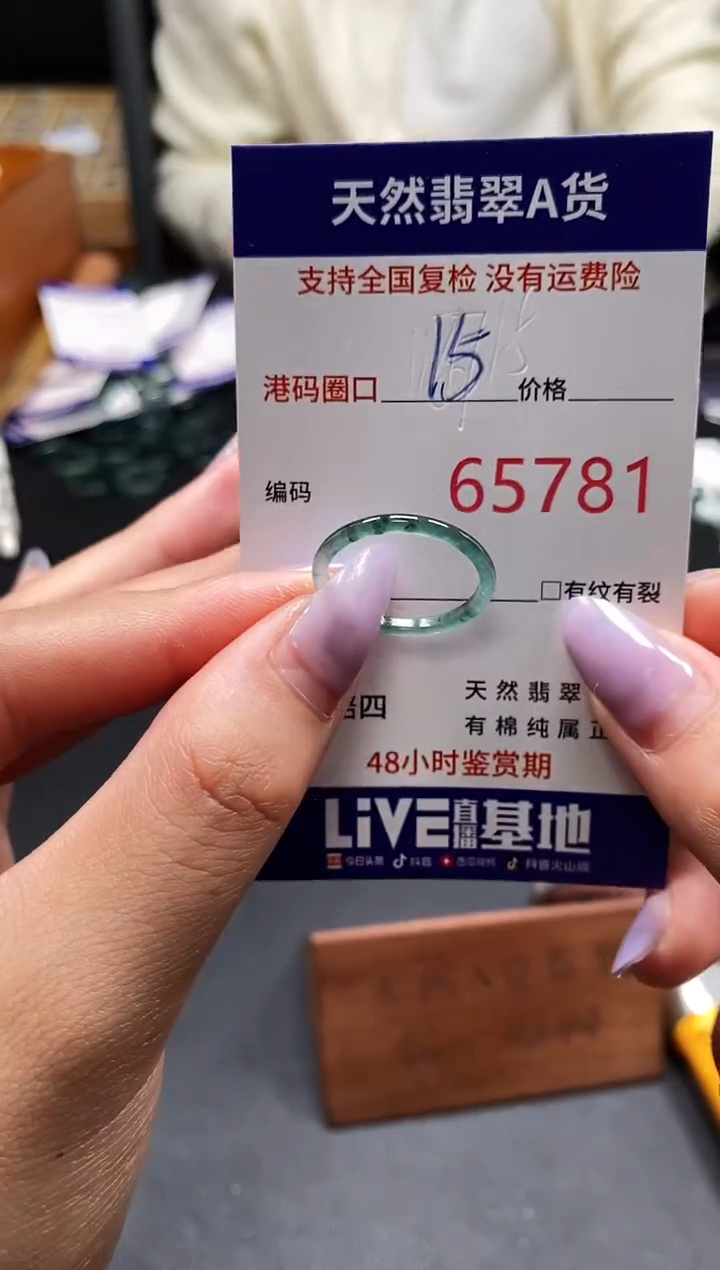 天然翡翠A货
支持全国复检 没有运费险
港码圈口 15 价格
编码 65781
□有纹有裂
四
天然翡翠
有棉纯属正
48小时鉴赏期
LiVE直播基地
今日头条 抖音 西瓜视频 抖音火山版